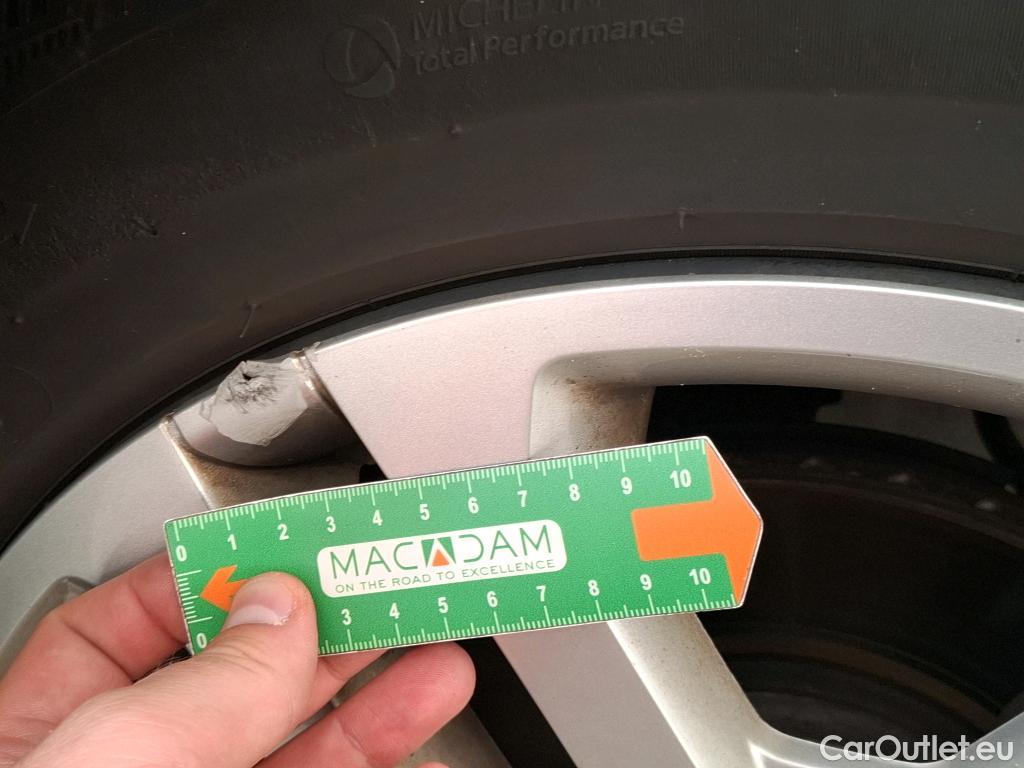 MICHELIN
Total Performance
0 1 2 3 4 5 6 7 8 9 10
MACADAM
ON THE ROAD TO EXCELLENCE
0 3 4 5 6 7 8 9 10
CarOutlet.eu